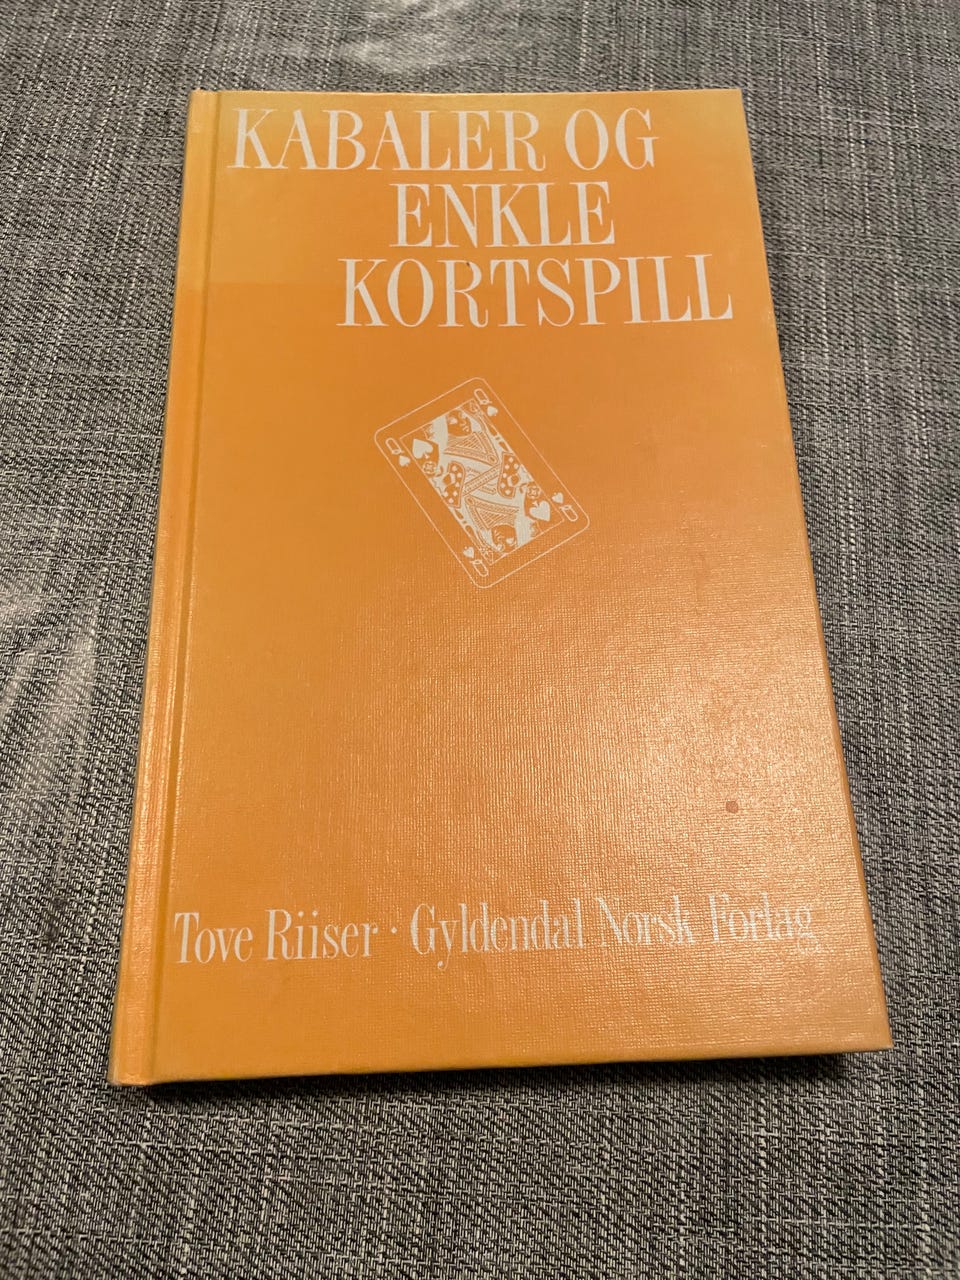 KABALER OG
ENKLE
KORTSPILL
Q
Q
Q
Q
Tove Riiser · Gyldendal Norsk Forlag